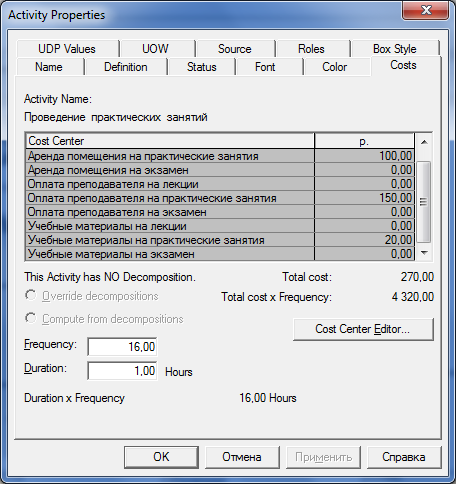 Activity Properties
UDP Values UOW Source Roles Box Style
Name Definition Status Font Color Costs
Activity Name:
Проведение практических занятий
Cost Center р.
Аренда помещения на практические занятия 100,00
Аренда помещения на экзамен 0,00
Оплата преподавателя на лекции 0,00
Оплата преподавателя на практические занятия 150,00
Оплата преподавателя на экзамен 0,00
Учебные материалы на лекции 0,00
Учебные материалы на практические занятия 20,00
Учебные материалы на экзамен 0,00
This Activity has NO Decomposition. Total cost: 270,00
Override decompositions Total cost x Frequency: 4 320,00
Compute from decompositions
Cost Center Editor...
Frequency: 16,00
Duration: 1,00 Hours
Duration x Frequency 16,00 Hours
OK Отмена Применить Справка